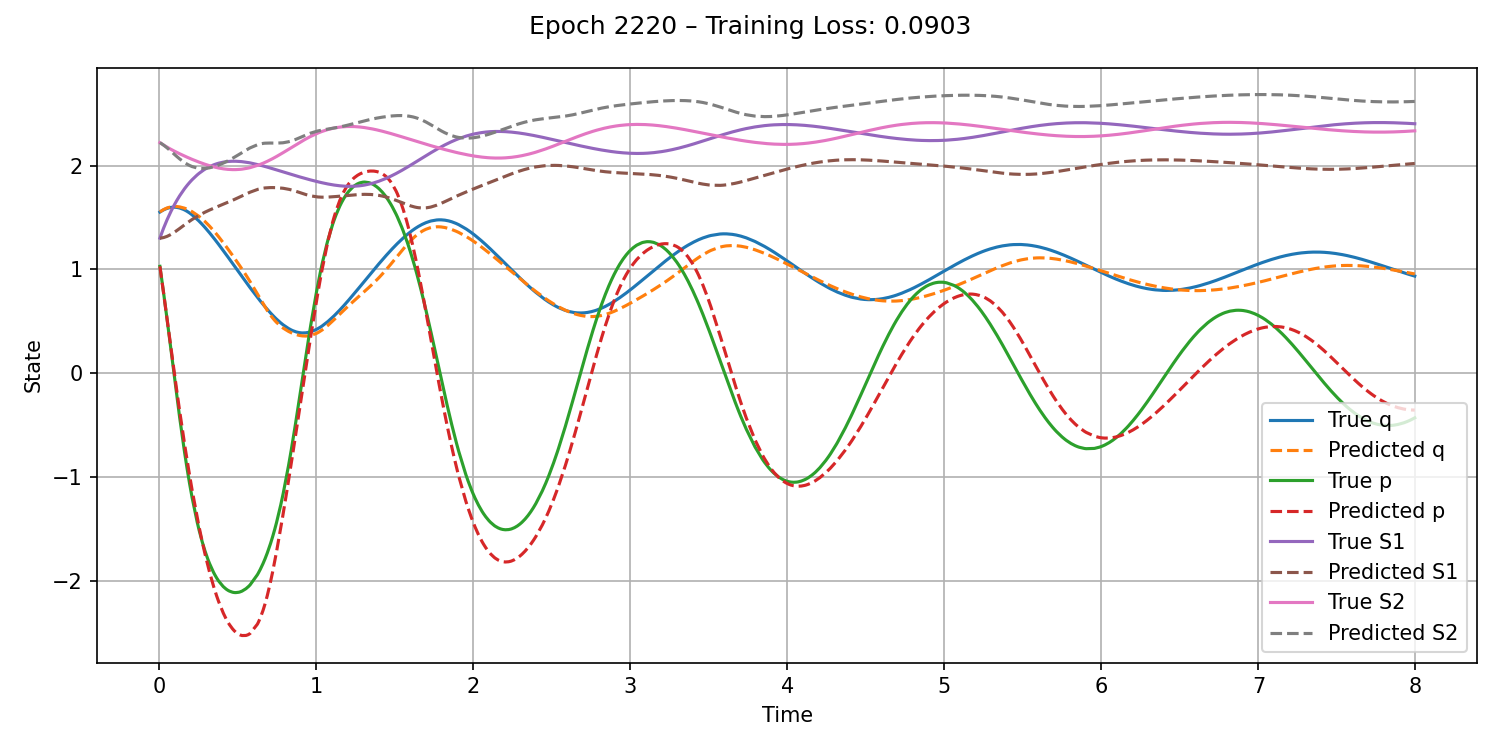 Epoch 2220 – Training Loss: 0.0903
State
2
1
0
−1
−2
0 1 2 3 4 5 6 7 8
Time
True q
Predicted q
True p
Predicted p
True S1
Predicted S1
True S2
Predicted S2